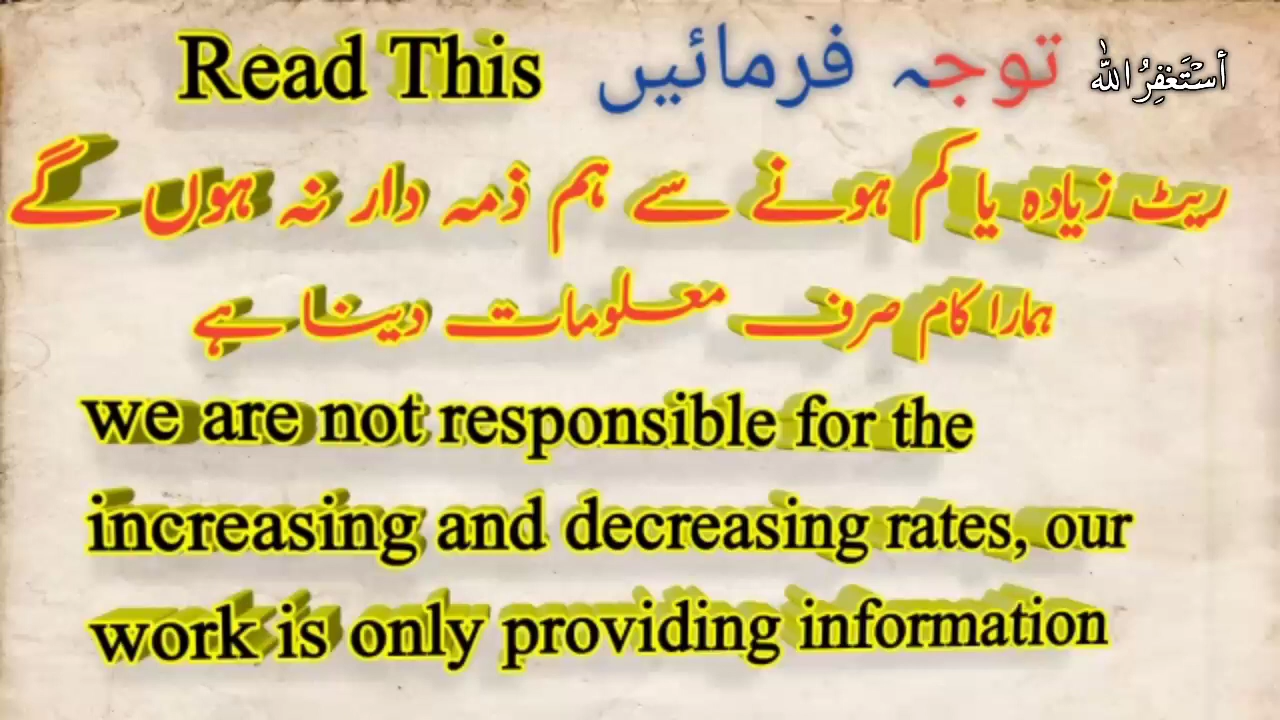 Read This توجہ فرمائیں أَسْتَغْفِرُ اللّٰه
ریٹ زیادہ یا کم ہونے سے ہم ذمہ دار نہ ہوں گے
ہمارا کام صرف معلومات دینا ہے
we are not responsible for the
increasing and decreasing rates, our
work is only providing information